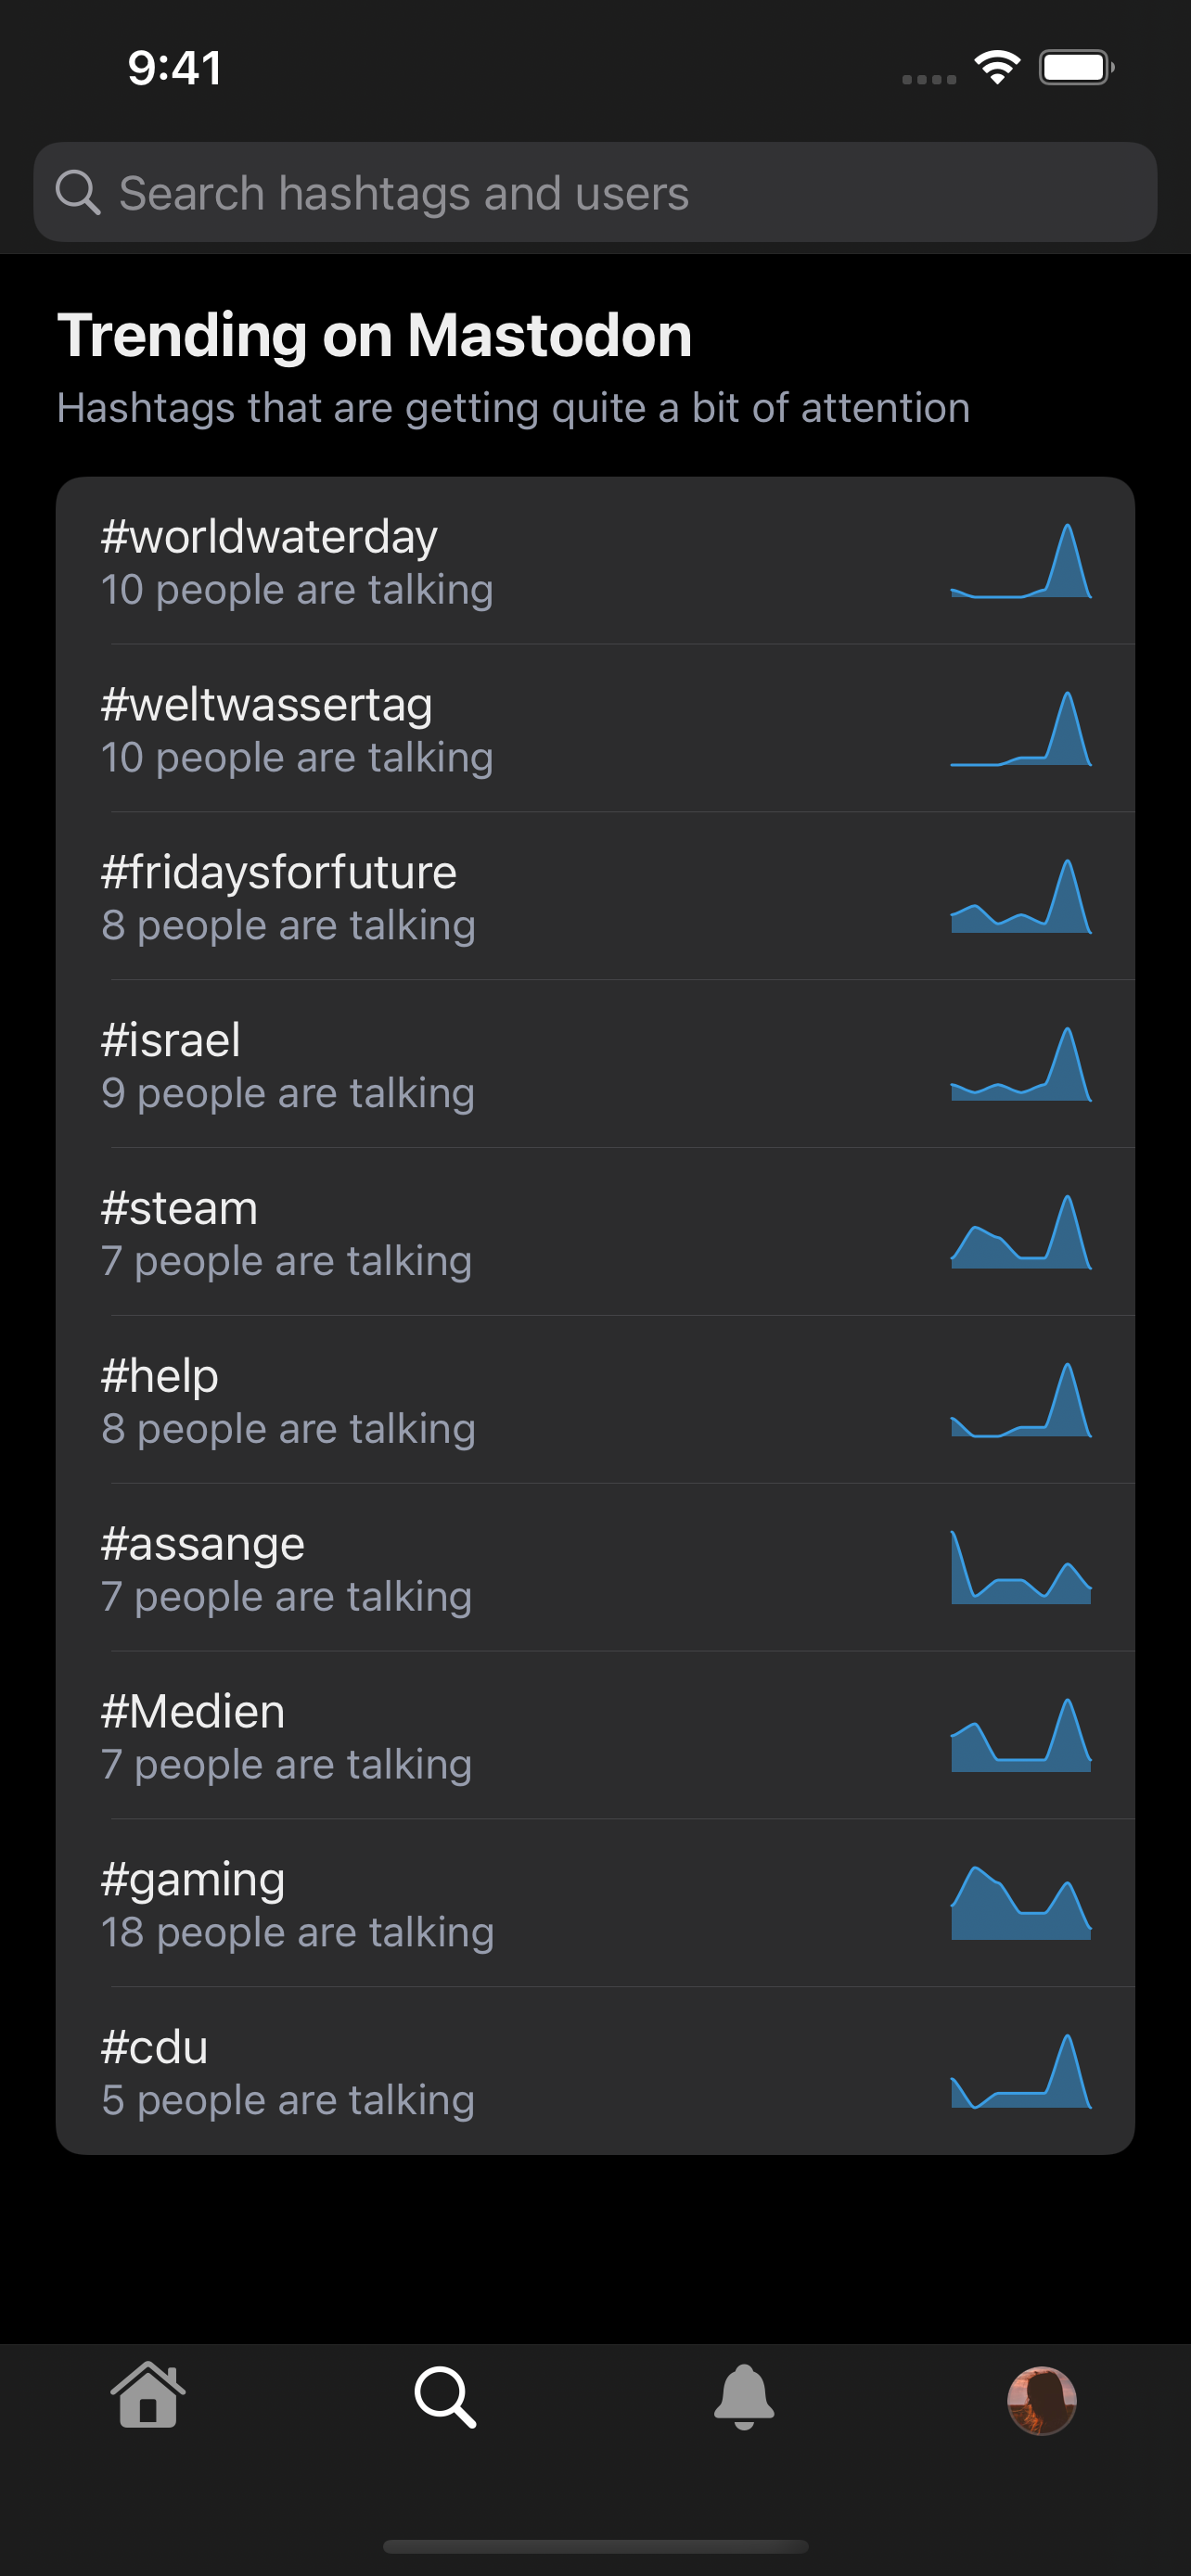 9:41
Search hashtags and users
Trending on Mastodon
Hashtags that are getting quite a bit of attention
#worldwaterday
10 people are talking
#weltwassertag
10 people are talking
#fridaysforfuture
8 people are talking
#israel
9 people are talking
#steam
7 people are talking
#help
8 people are talking
#assange
7 people are talking
#Medien
7 people are talking
#gaming
18 people are talking
#cdu
5 people are talking